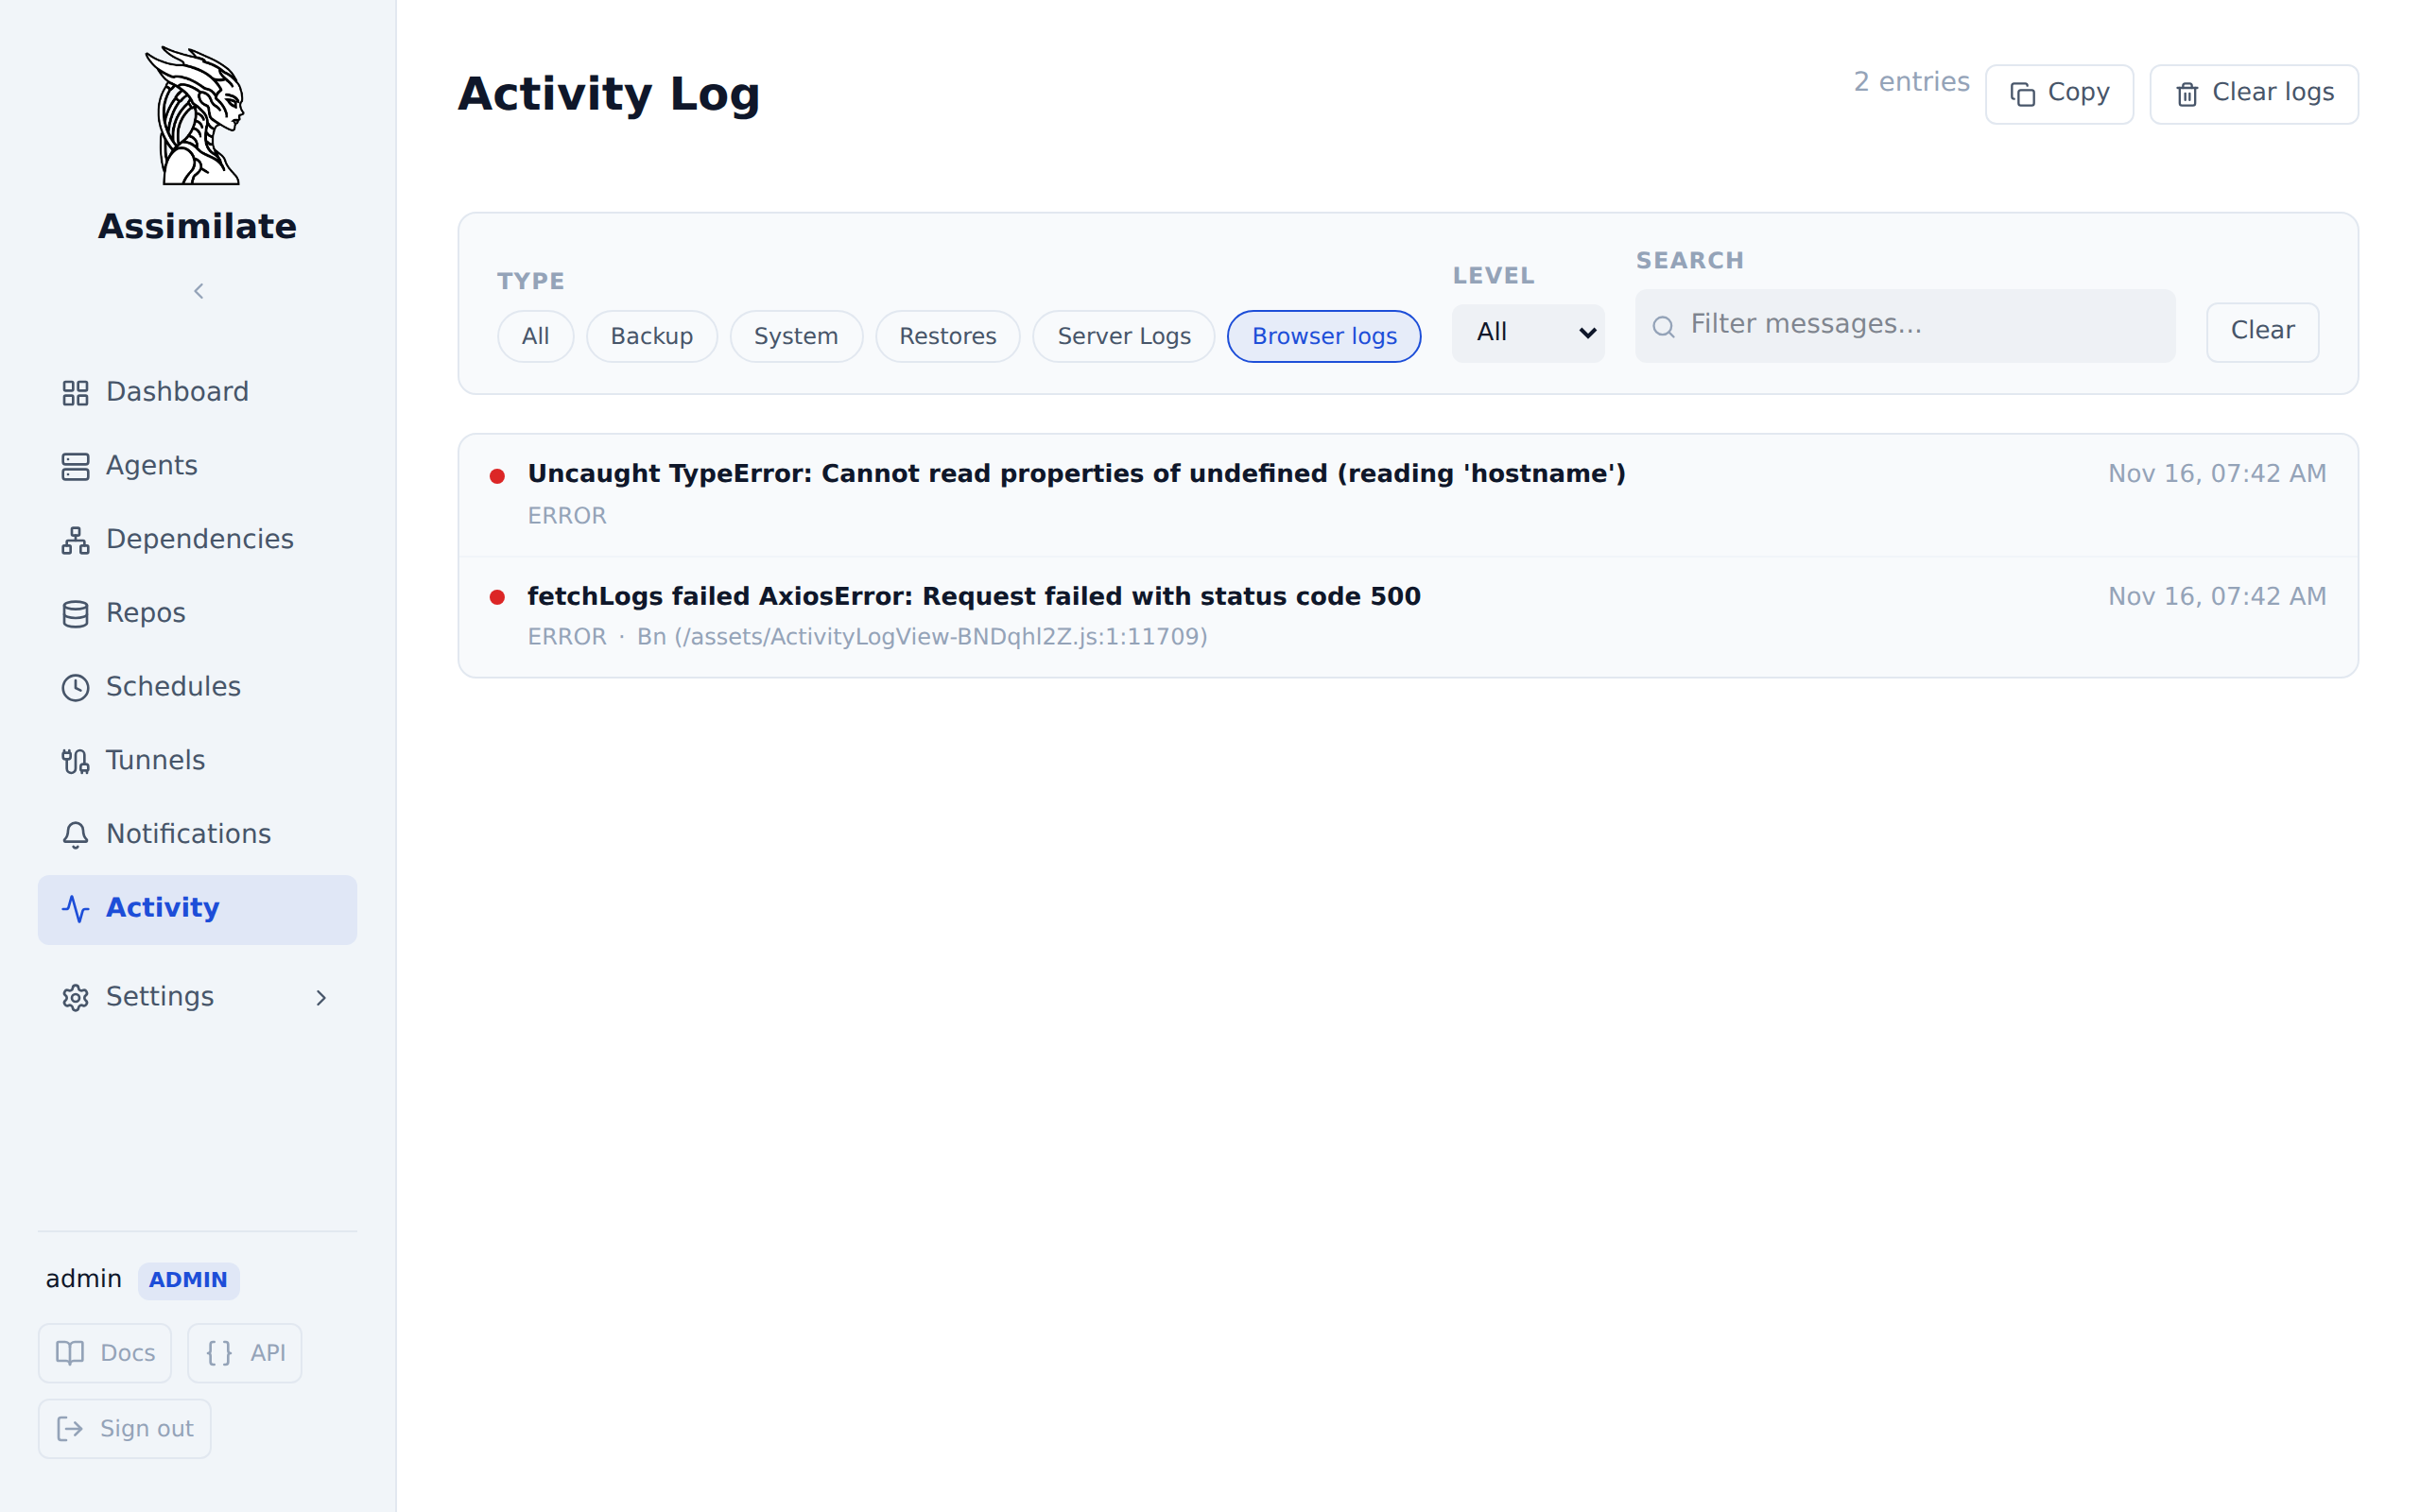 Assimilate
Dashboard
Agents
Dependencies
Repos
Schedules
Tunnels
Notifications
Activity
Settings
admin ADMIN
Docs API
Sign out
Activity Log
2 entries Copy Clear logs
TYPE
All Backup System Restores Server Logs Browser logs
LEVEL
All
SEARCH
Filter messages...
Clear
Uncaught TypeError: Cannot read properties of undefined (reading 'hostname') Nov 16, 07:42 AM
ERROR
fetchLogs failed AxiosError: Request failed with status code 500 Nov 16, 07:42 AM
ERROR · Bn (/assets/ActivityLogView-BNDqhl2Z.js:1:11709)